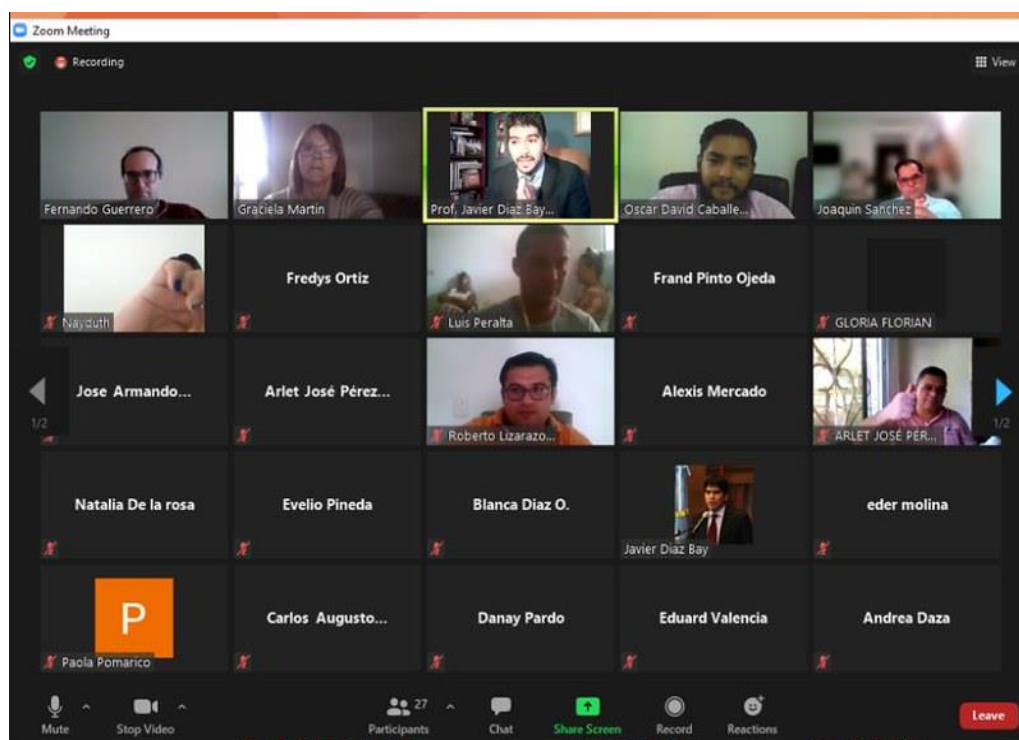 Zoom Meeting
Recording
View
Fernando Guerrero
Graciela Martin
Prof. Javier Diaz Bay...
Oscar David Caballe...
Joaquin Sanchez
Nayduth
Fredys Ortiz
Luis Peralta
Frand Pinto Ojeda
GLORIA FLORIAN
Jose Armando...
Arlet José Pérez...
Roberto Lizarazo...
Alexis Mercado
ARLET JOSÉ PÉR...
1/2
1/2
Natalia De la rosa
Evelio Pineda
Blanca Diaz O.
Javier Diaz Bay
eder molina
P
Paola Pomarico
Carlos Augusto...
Danay Pardo
Eduard Valencia
Andrea Daza
Mute
Stop Video
27
Participants
Chat
Share Screen
Record
Reactions
Leave